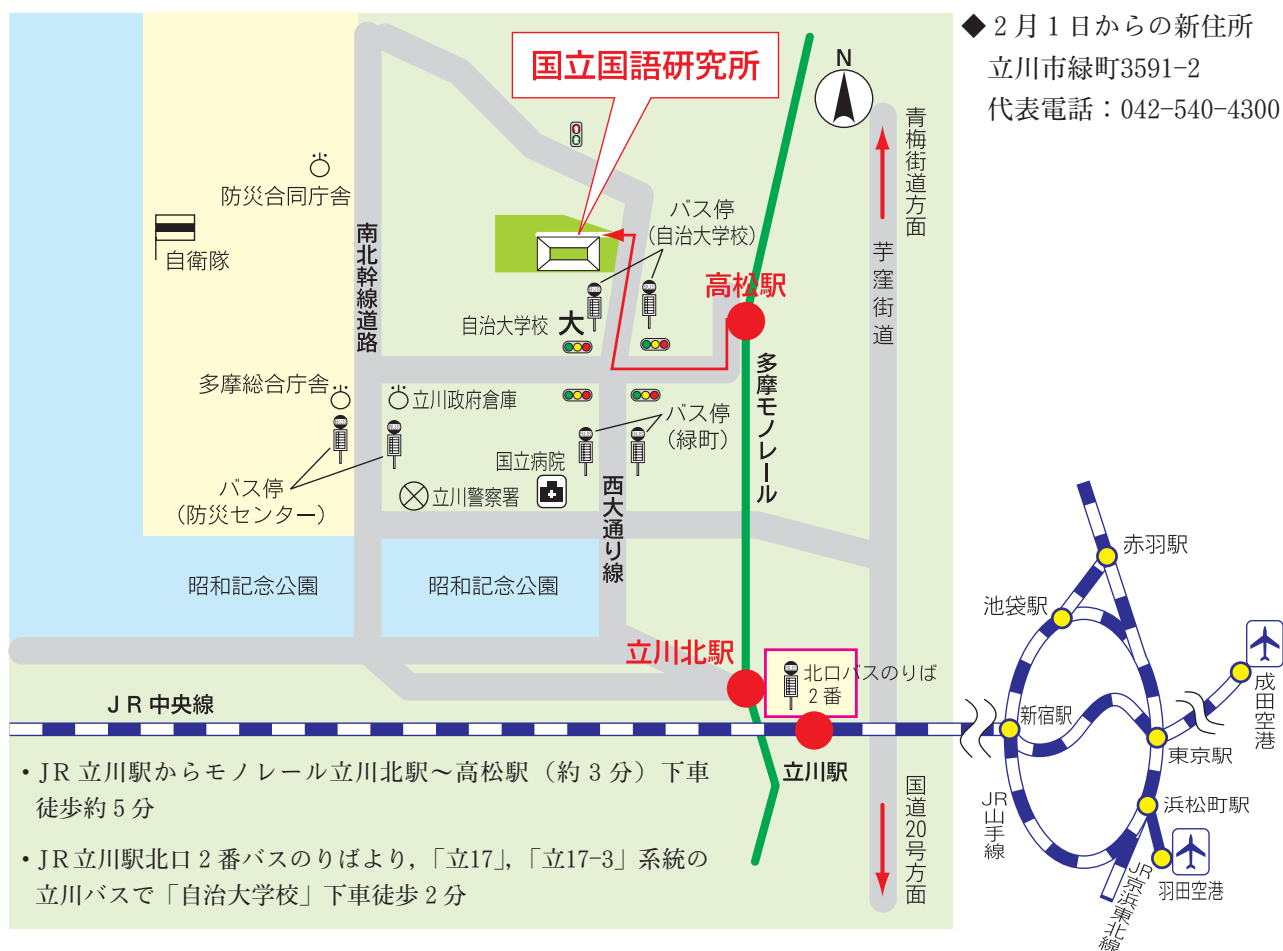 ◆ 2月1日からの新住所
立川市緑町3591-2
代表電話：042-540-4300
国立国語研究所
N
青梅街道方面
芋窪街道
防災合同庁舎
自衛隊
南北幹線道路
バス停
（自治大学校）
高松駅
自治大学校
大
多摩モノレール
多摩総合庁舎
立川政府倉庫
バス停
（緑町）
国立病院
立川警察署
バス停
（防災センター）
西大通り線
昭和記念公園
昭和記念公園
立川北駅
北口バスのりば
2番
JR中央線
立川駅
国道20号方面
・JR立川駅からモノレール立川北駅～高松駅（約3分）下車
徒歩約5分
・JR立川駅北口2番バスのりばより，「立17」，「立17-3」系統の
立川バスで「自治大学校」下車徒歩2分
赤羽駅
池袋駅
成田空港
新宿駅
東京駅
浜松町駅
JR山手線
羽田空港
JR京浜東北線